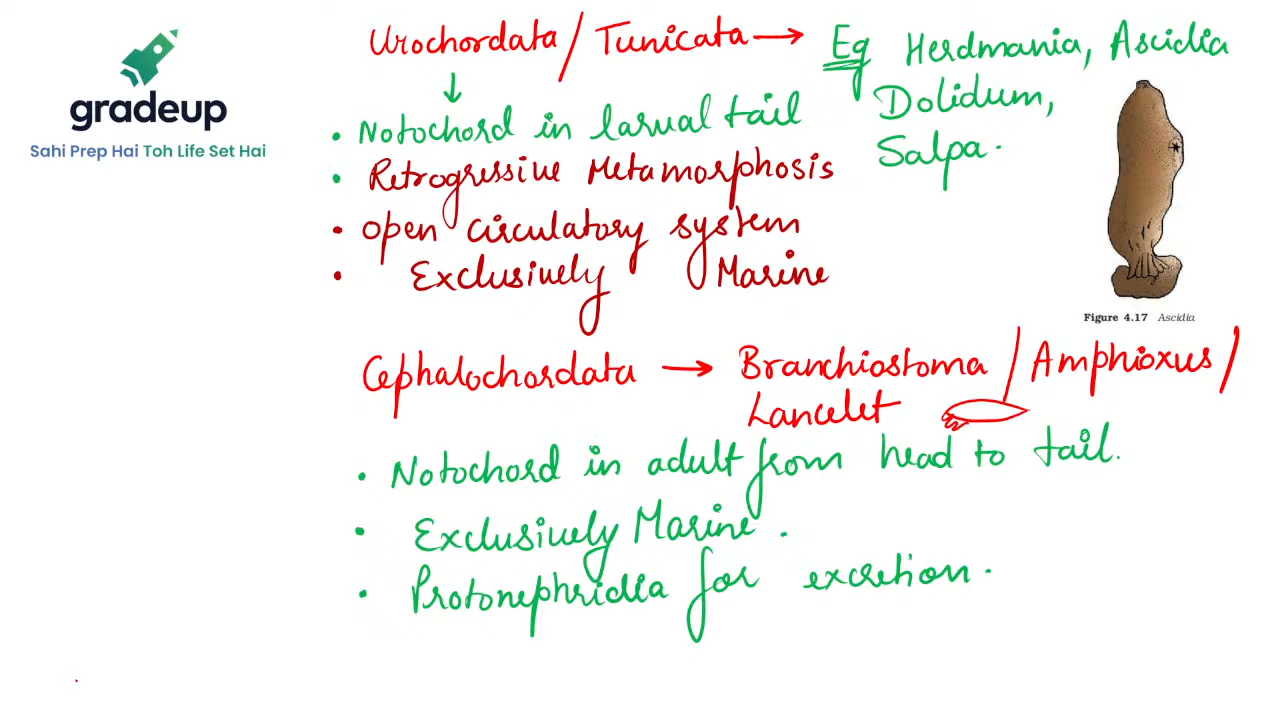 gradeup
Sahi Prep Hai Toh Life Set Hai
Urochordata / Tunicata → Eg Herdmania, Ascidia
Dolidum,
Salpa.
↓
• Notochord in larval tail
• Retrogressive Metamorphosis
• open circulatory system
• Exclusively Marine
Figure 4.17 Ascidia
Cephalochordata → Branchiostoma / Amphioxus /
Lancelet
• Notochord in adult from head to tail.
• Exclusively Marine.
• Protonephridia for excretion.